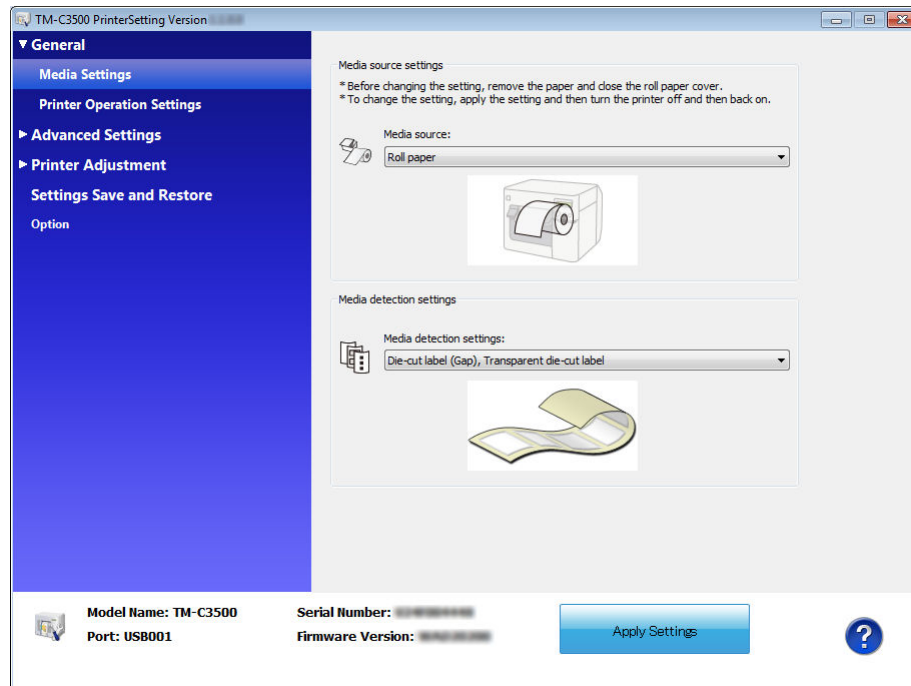 TM-C3500 PrinterSetting Version
General
Media Settings
Printer Operation Settings
Advanced Settings
Printer Adjustment
Settings Save and Restore
Option
Media source settings
* Before changing the setting, remove the paper and close the roll paper cover.
* To change the setting, apply the setting and then turn the printer off and then back on.
Media source:
Roll paper
Media detection settings
Media detection settings:
Die-cut label (Gap), Transparent die-cut label
Model Name: TM-C3500
Port: USB001
Serial Number:
Firmware Version:
Apply Settings
?